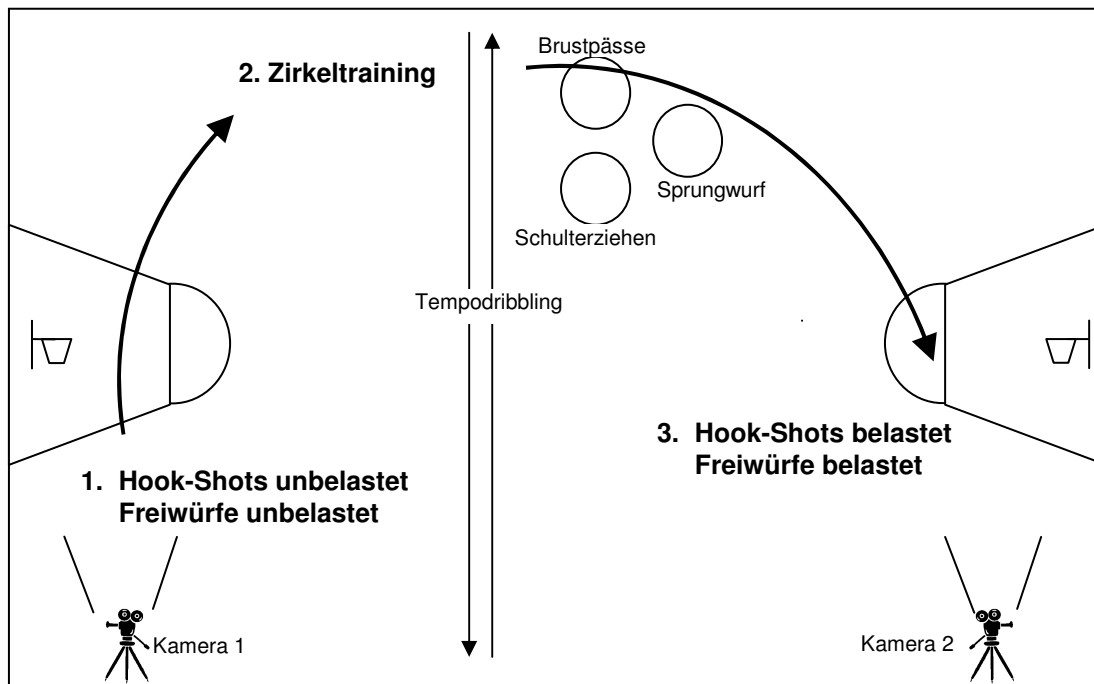 Brustpässe
2. Zirkeltraining
Sprungwurf
Schulterziehen
Tempodribbling
3. Hook-Shots belastet
Freiwürfe belastet
1. Hook-Shots unbelastet
Freiwürfe unbelastet
Kamera 1
Kamera 2